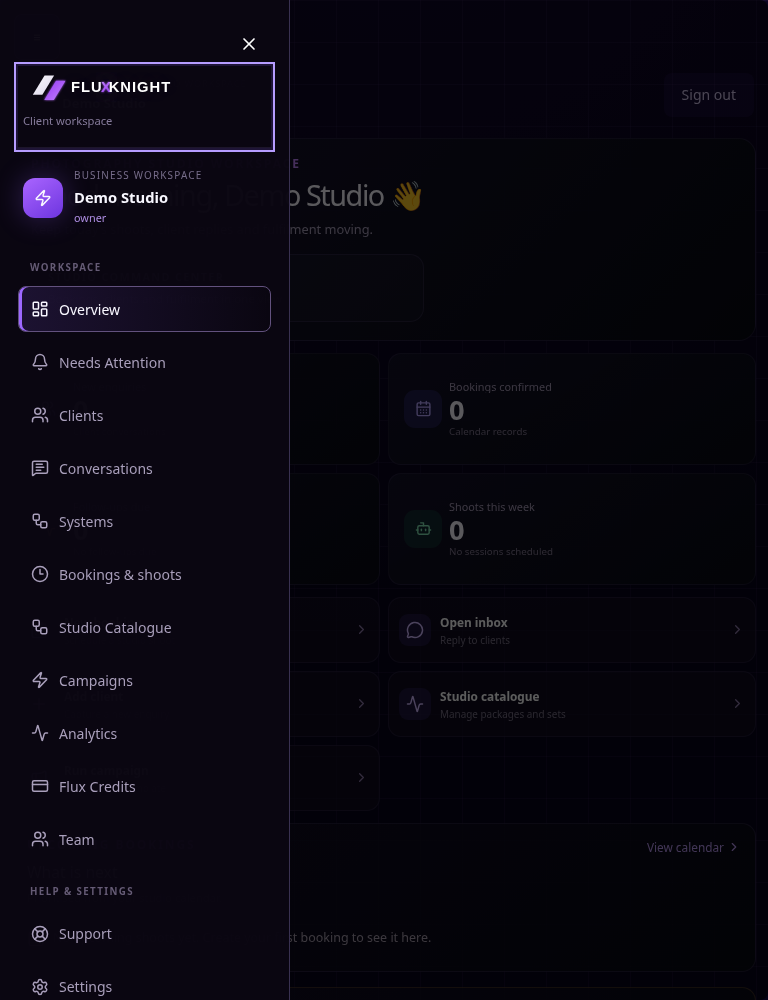 FLUXKNIGHT
Client workspace
Sign out
BUSINESS WORKSPACE
Demo Studio
owner
E
o Studio 👋
ment moving.
WORKSPACE
Overview
Needs Attention
Clients
Conversations
Systems
Bookings & shoots
Studio Catalogue
Campaigns
Analytics
Flux Credits
Team
HELP & SETTINGS
Support
Settings
Bookings confirmed
0
Calendar records
Shoots this week
0
No sessions scheduled
Open inbox
Reply to clients
Studio catalogue
Manage packages and sets
View calendar
st booking to see it here.